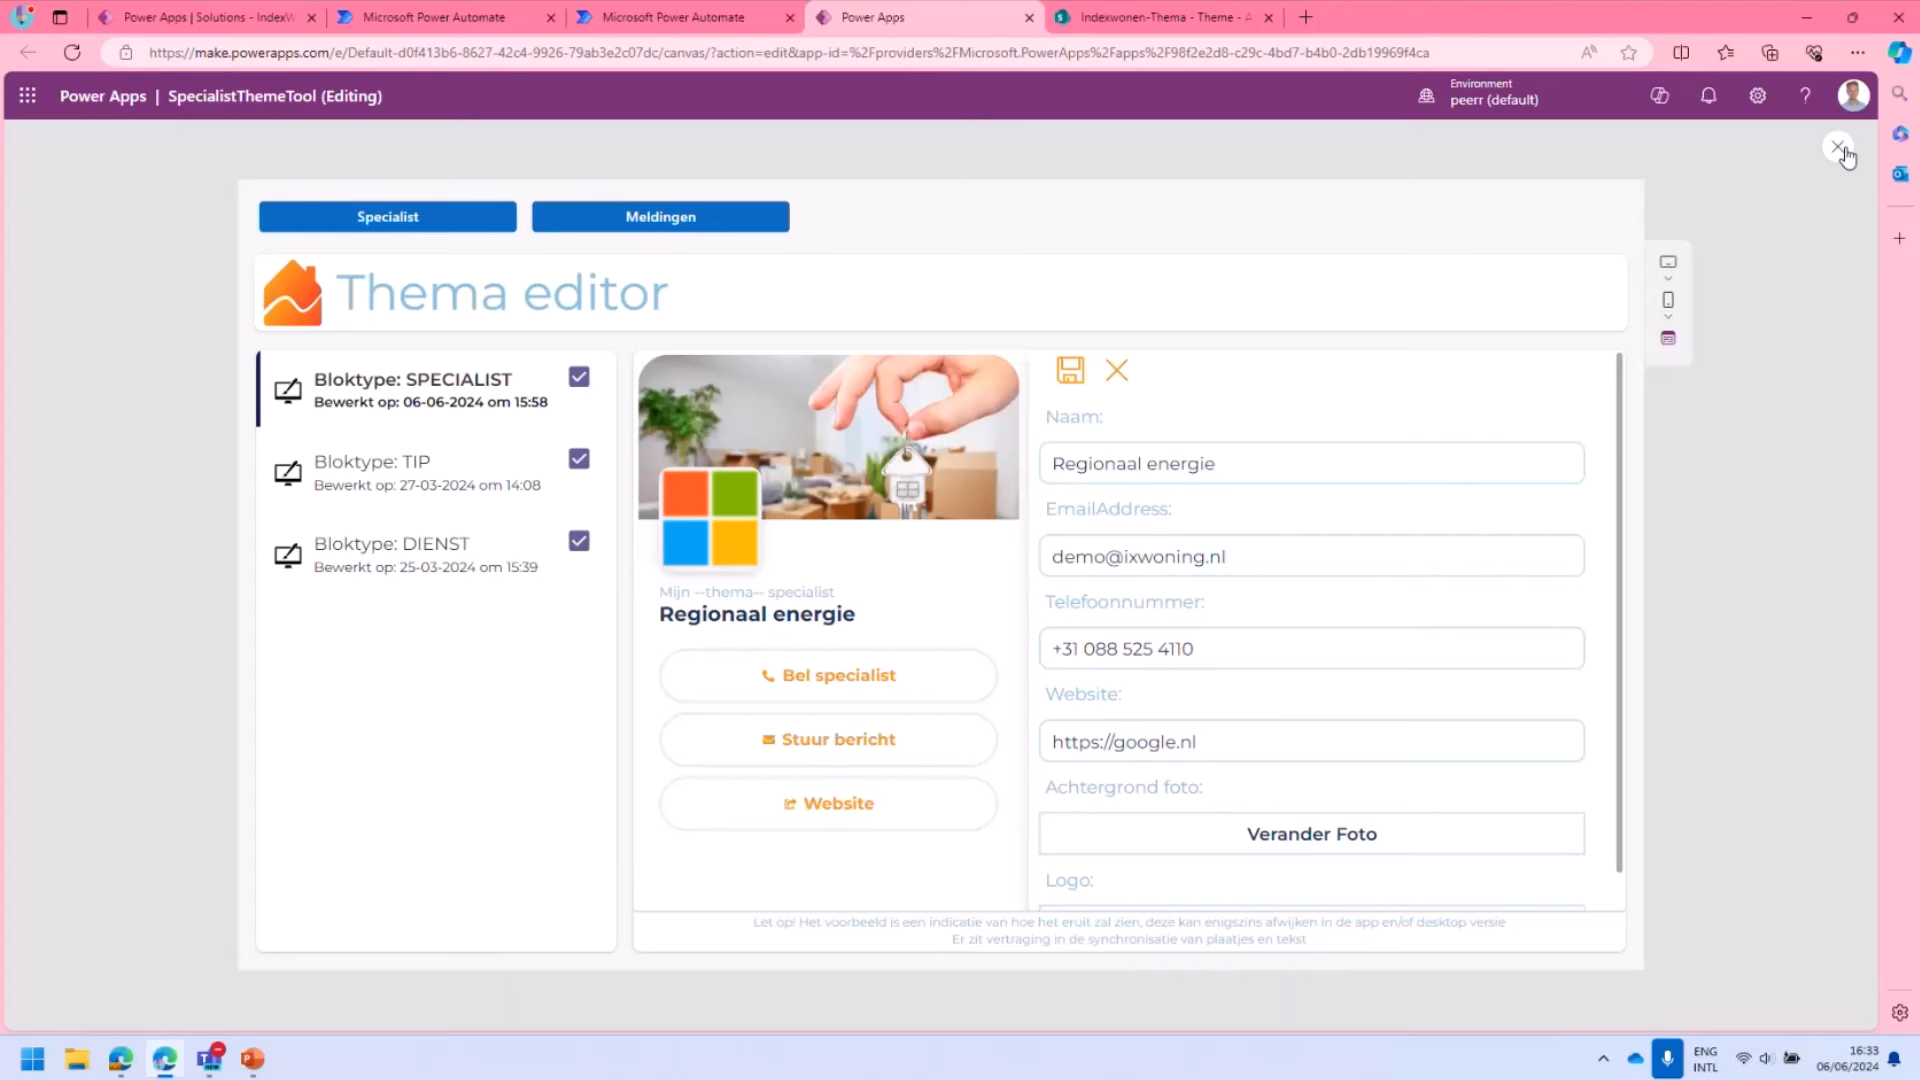 Power Apps | Solutions - IndexW
Microsoft Power Automate
Microsoft Power Automate
Power Apps
Indexwonen-Thema - Theme - A
https://make.powerapps.com/e/Default-d0f413b6-8627-42c4-9926-79ab3e2c07dc/canvas/?action=edit&app-id=%2Fproviders%2FMicrosoft.PowerApps%2Fapps%2F98f2e2d8-c29c-4bd7-b4b0-2db19969f4ca
Power Apps | SpecialistThemeTool (Editing)
Environment
peerr (default)
Specialist
Meldingen
Thema editor
Bloktype: SPECIALIST
Bewerkt op: 06-06-2024 om 15:58
Bloktype: TIP
Bewerkt op: 27-03-2024 om 14:08
Bloktype: DIENST
Bewerkt op: 25-03-2024 om 15:39
Mijn --thema-- specialist
Regionaal energie
Bel specialist
Stuur bericht
Website
Naam:
Regionaal energie
EmailAddress:
demo@ixwoning.nl
Telefoonnummer:
+31 088 525 4110
Website:
https://google.nl
Achtergrond foto:
Verander Foto
Logo:
Let op! Het voorbeeld is een indicatie van hoe het eruit zal zien, deze kan enigszins afwijken in de app en/of desktop versie
Er zit vertraging in de synchronisatie van plaatjes en tekst
ENG
INTL
16:33
06/06/2024